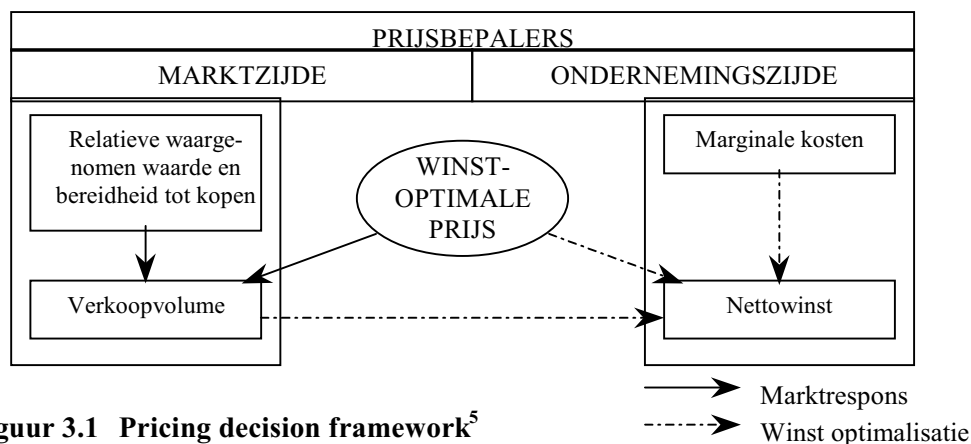 PRIJSBEPALERS
MARKTZIJDE
ONDERNEMINGSZIJDE
Relatieve waarge-
nomen waarde en
bereidheid tot kopen
WINST-
OPTIMALE
PRIJS
Marginale kosten
Verkoopvolume
Nettowinst
Marktrespons
Winst optimalisatie
guur 3.1 Pricing decision framework5